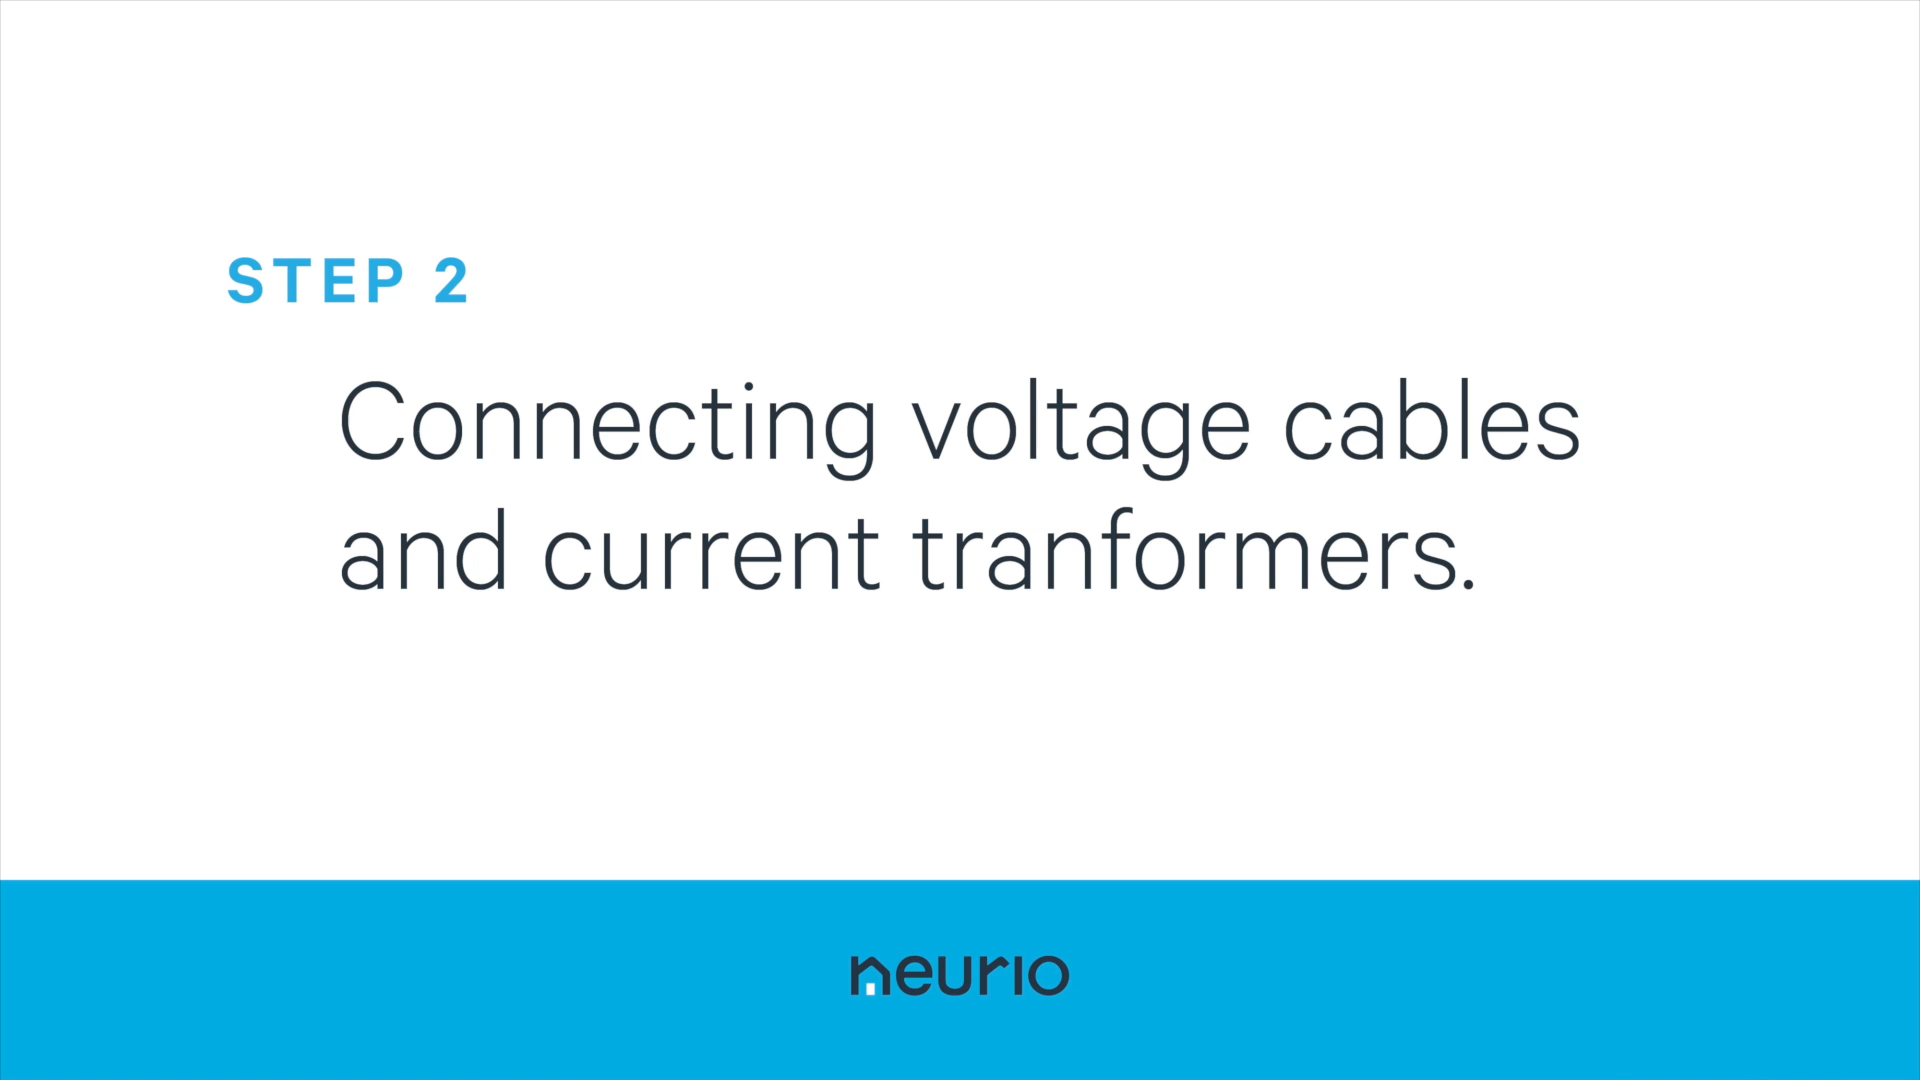 STEP 2
Connecting voltage cables
and current tranformers.
neurio